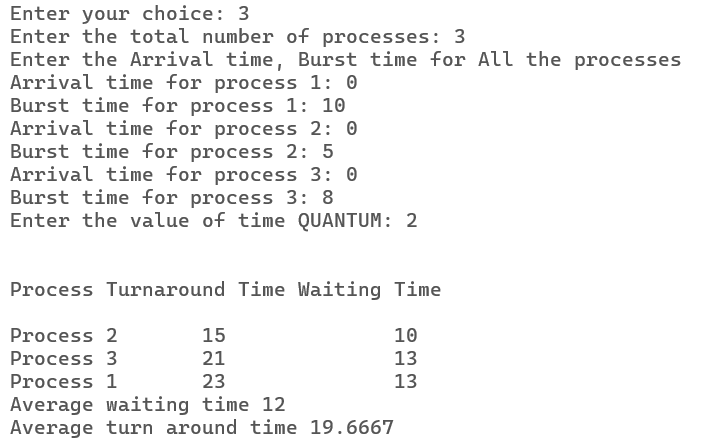 Enter your choice: 3
Enter the total number of processes: 3
Enter the Arrival time, Burst time for All the processes
Arrival time for process 1: 0
Burst time for process 1: 10
Arrival time for process 2: 0
Burst time for process 2: 5
Arrival time for process 3: 0
Burst time for process 3: 8
Enter the value of time QUANTUM: 2
Process Turnaround Time Waiting Time
Process 2 15 10
Process 3 21 13
Process 1 23 13
Average waiting time 12
Average turn around time 19.6667